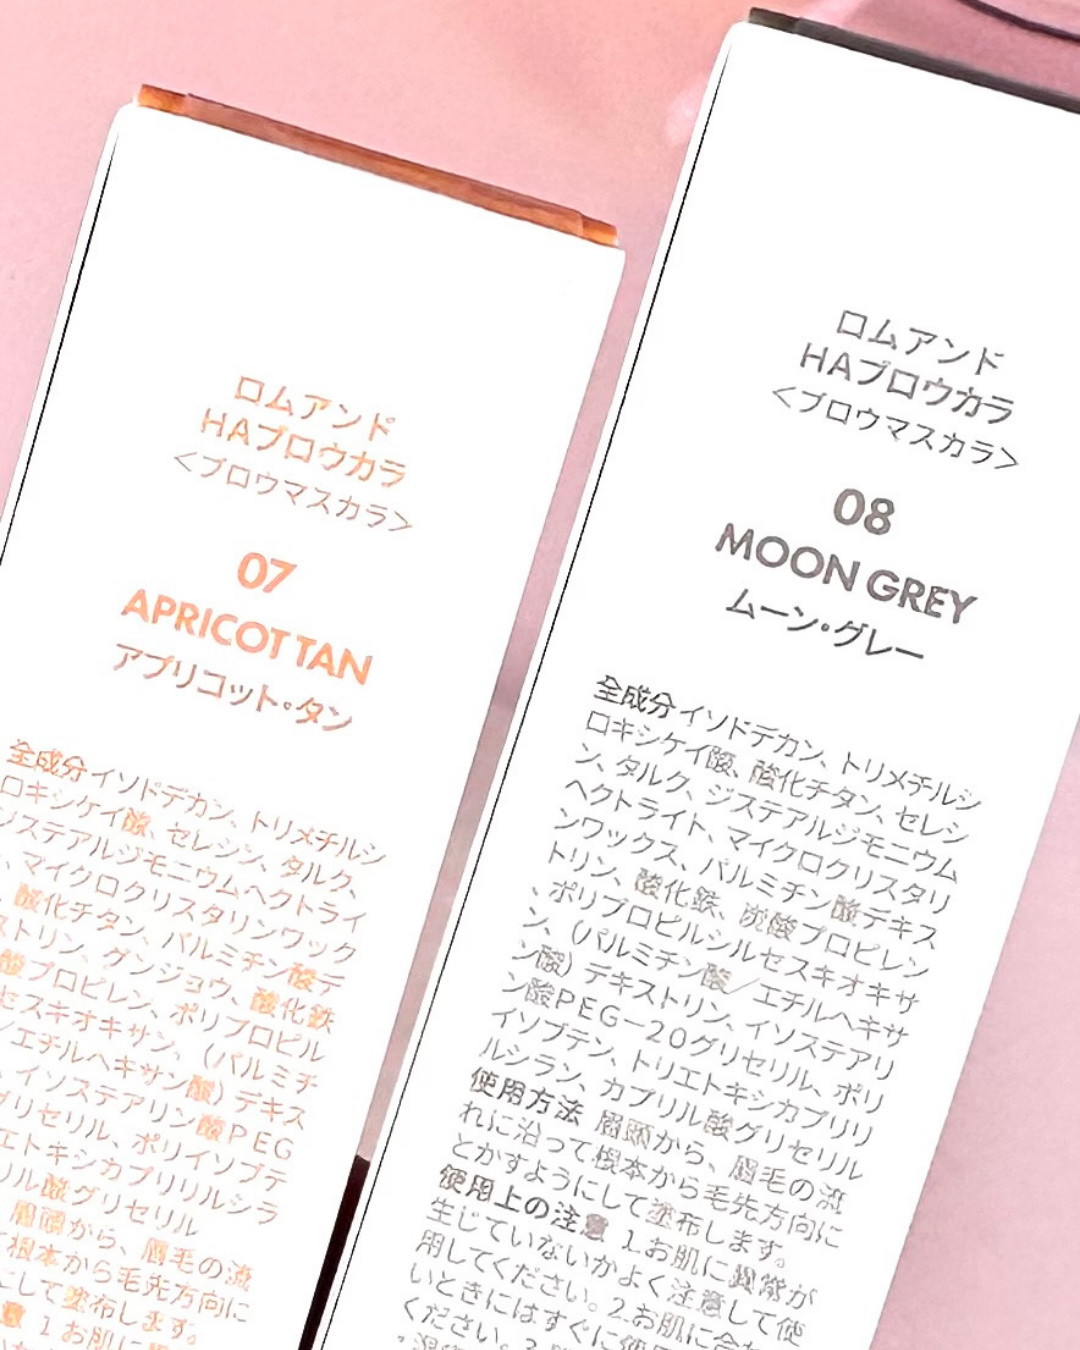 ロムアンド
HAブロウカラ
<ブロウマスカラ>
07
APRICOT TAN
アプリコット・タン
全成分 イソドデカン、トリメチルシ
ロキシケイ酸、セレシン、タルク、
ジステアルジモニウムヘクトライ
、マイクロクリスタリンワック
、酸化チタン、パルミチン酸デ
ストリン、グンジョウ、酸化鉄
酸プロピレン、ポリプロピル
セスキオキサン、(パルミチ
/エチルヘキサン酸)デキス
、イソステアリン酸PEG
グリセリル、ポリイソブテ
エトキシカプリリルシラ
リル酸グリセリル
眉頭から、眉毛の流
て根本から毛先方向に
にして塗布します。
意 1.お肌に異
ロムアンド
HAブロウカラ
<ブロウマスカラ>
08
MOON GREY
ムーン・グレー
全成分 イソドデカン、トリメチルシ
ロキシケイ酸、酸化チタン、セレシ
ン、タルク、ジステアルジモニウム
ヘクトライト、マイクロクリスタリ
ンワックス、パルミチン酸デキス
トリン、酸化鉄、炭酸プロピレン
、ポリプロピルシルセスキオキサ
ン、(パルミチン酸/エチルヘキサ
ン酸)デキストリン、イソステアリ
ン酸PEG-20グリセリル、ポリ
イソブテン、トリエトキシカプリリ
ルシラン、カプリル酸グリセリル
使用方法 眉頭から、眉毛の流
れに沿って根本から毛先方向に
とかすようにして塗布します。
使用上の注意 1.お肌に異常が
生じていないかよく注意して使
用してください。2.お肌に合わ
いときにはすぐに使用
ください。3.